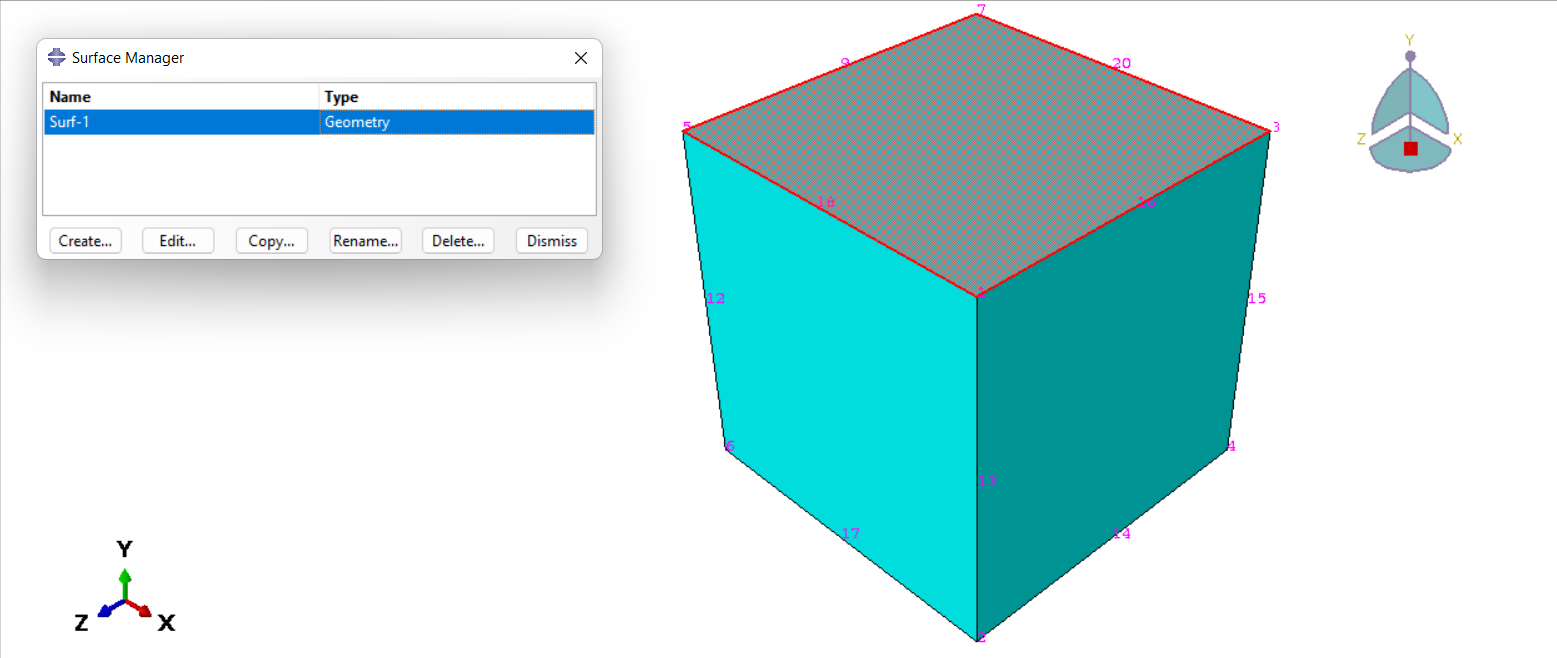 Surface Manager
Name Type
Surf-1 Geometry
Create... Edit... Copy... Rename... Delete... Dismiss
7
9 20
5 3
18 16
1
12 15
6 4
13
17 14
2
Y
Z X
Y
Z X